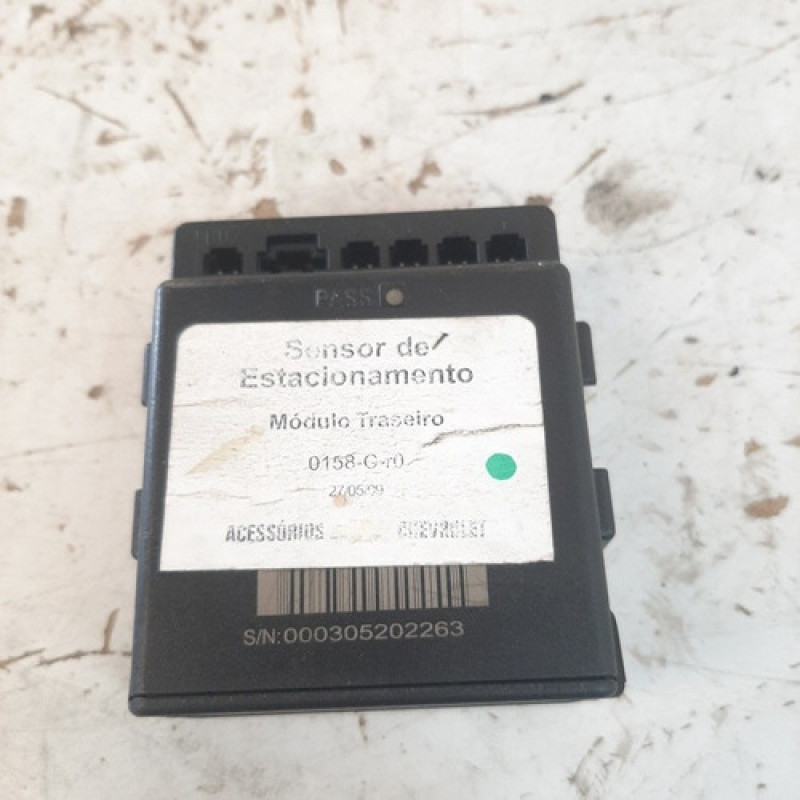 PASS
Sensor de
Estacionamento
Módulo Traseiro
0158-G-r0
27/05/09
ACESSÓRIOS CHEVROLET
S/N:000305202263